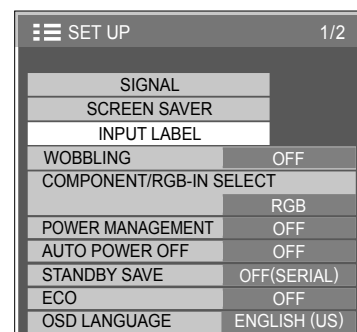 SET UP 1/2
SIGNAL
SCREEN SAVER
INPUT LABEL
WOBBLING OFF
COMPONENT/RGB-IN SELECT
RGB
POWER MANAGEMENT OFF
AUTO POWER OFF OFF
STANDBY SAVE OFF(SERIAL)
ECO OFF
OSD LANGUAGE ENGLISH (US)